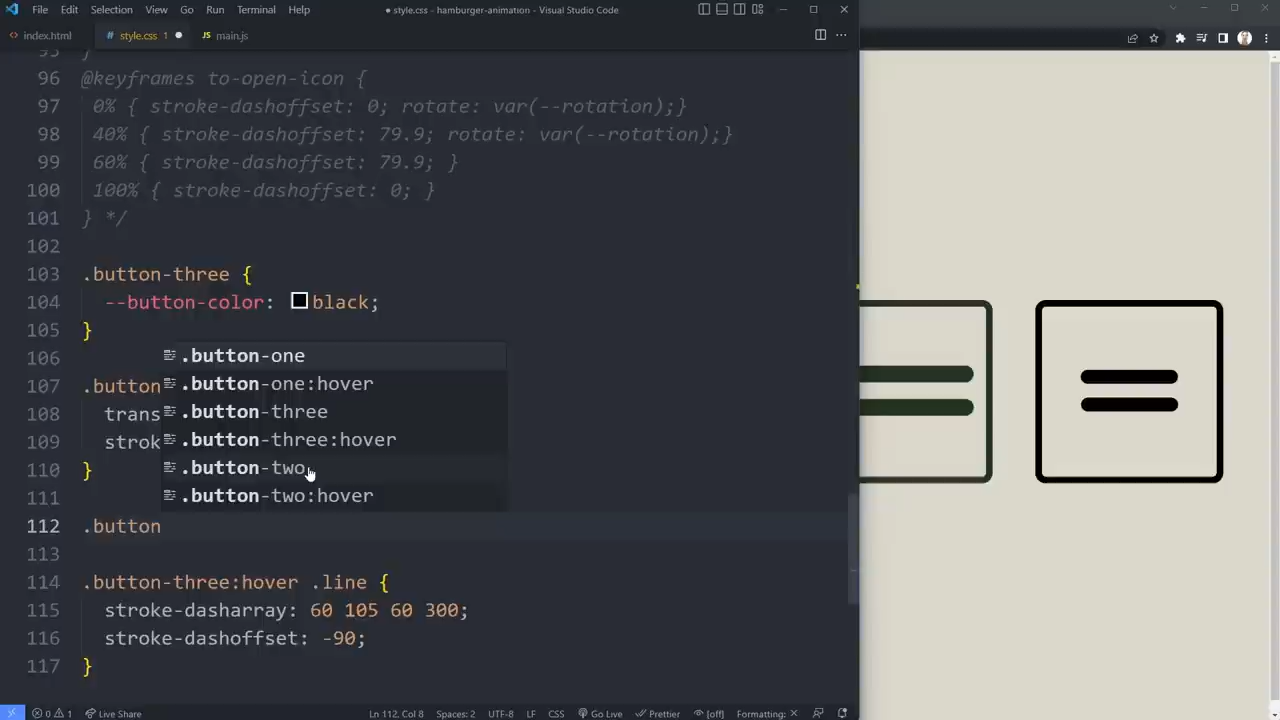 File Edit Selection View Go Run Terminal Help
● style.css - hamburger-animation - Visual Studio Code
<> index.html
# style.css 1 ●
JS main.js
95 }
96 @keyframes to-open-icon {
97 0% { stroke-dashoffset: 0; rotate: var(--rotation);}
98 40% { stroke-dashoffset: 79.9; rotate: var(--rotation);}
99 60% { stroke-dashoffset: 79.9; }
100 100% { stroke-dashoffset: 0; }
101 } */
102
103 .button-three {
104 --button-color: black;
105 }
106
.button-one
.button-one:hover
107 .button
.button-three
108 trans
.button-three:hover
109 strok
.button-two
110 }
.button-two:hover
111
112 .button
113
114 .button-three:hover .line {
115 stroke-dasharray: 60 105 60 300;
116 stroke-dashoffset: -90;
117 }
0 1 Live Share Ln 112, Col 8 Spaces: 2 UTF-8 LF CSS Go Live Prettier [off] Formatting: ×